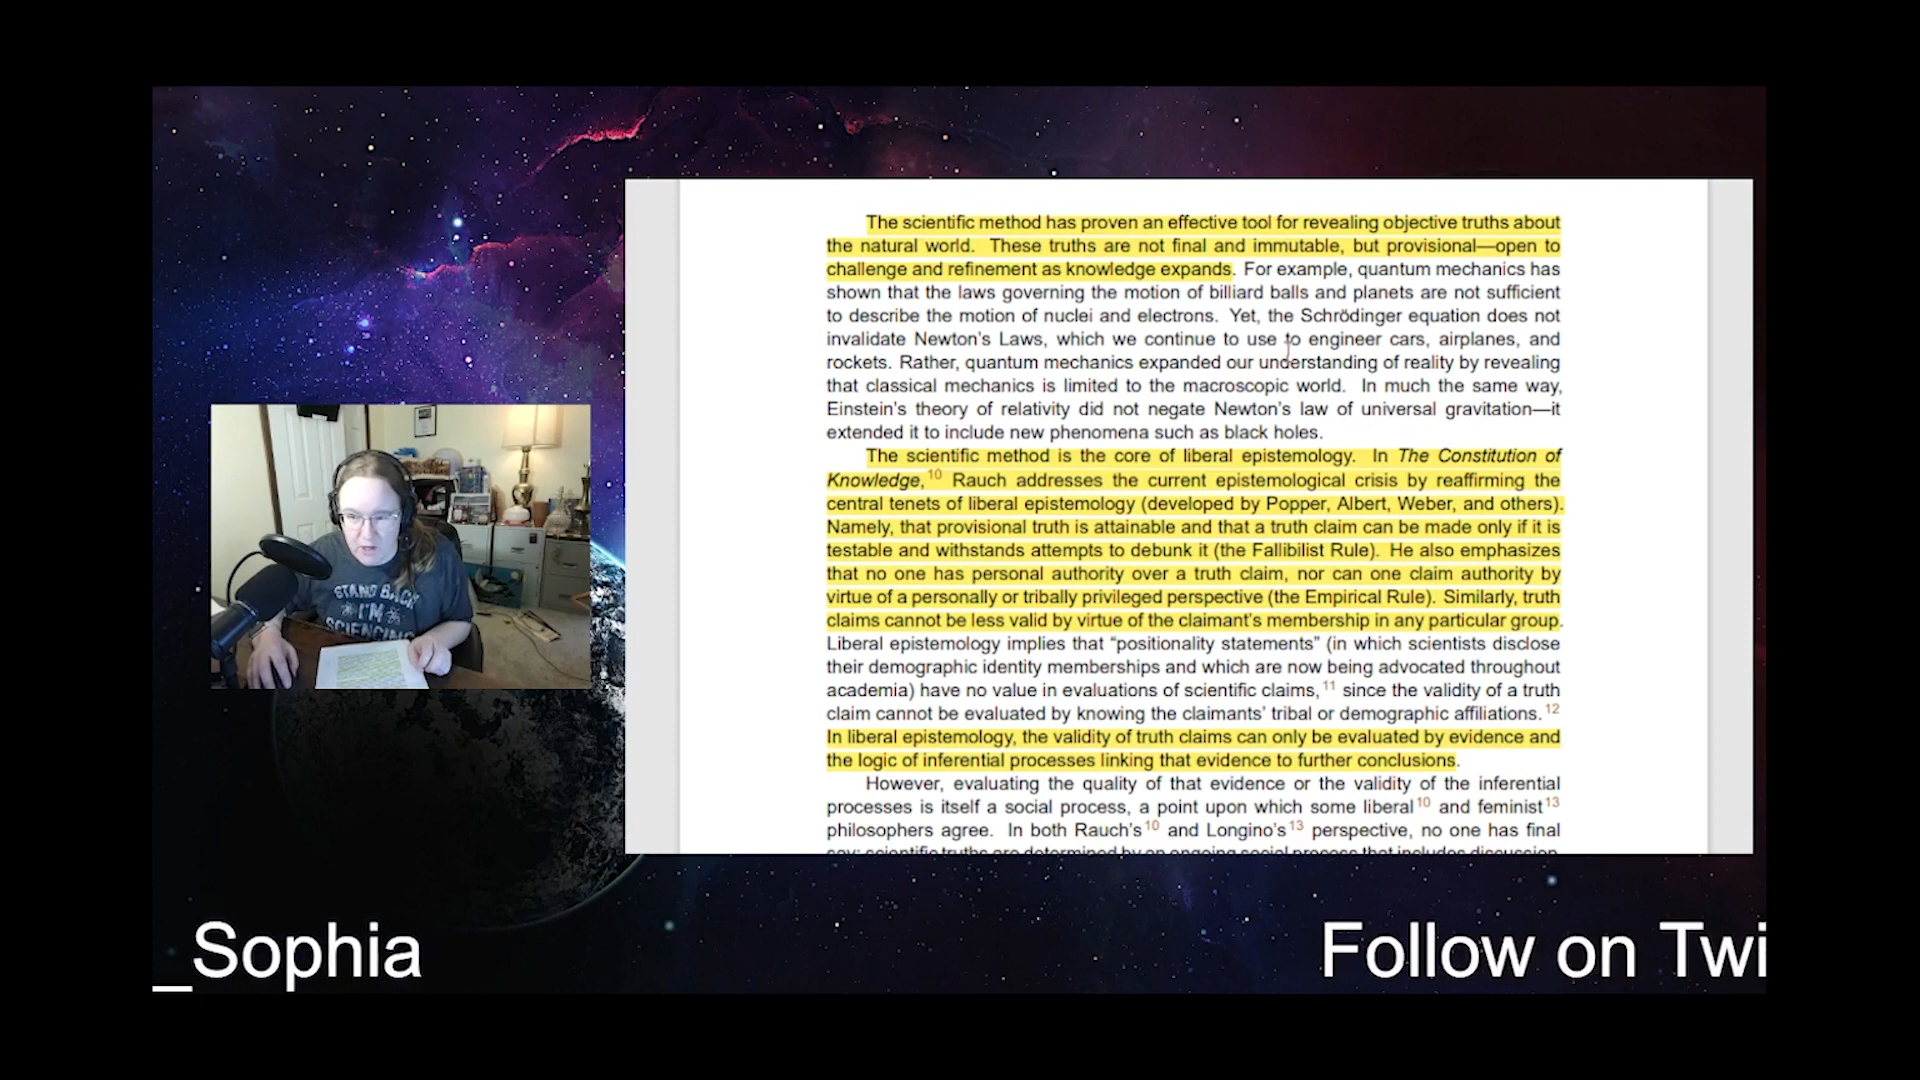 The scientific method has proven an effective tool for revealing objective truths about
the natural world. These truths are not final and immutable, but provisional—open to
challenge and refinement as knowledge expands. For example, quantum mechanics has
shown that the laws governing the motion of billiard balls and planets are not sufficient
to describe the motion of nuclei and electrons. Yet, the Schrödinger equation does not
invalidate Newton's Laws, which we continue to use to engineer cars, airplanes, and
rockets. Rather, quantum mechanics expanded our understanding of reality by revealing
that classical mechanics is limited to the macroscopic world. In much the same way,
Einstein's theory of relativity did not negate Newton's law of universal gravitation—it
extended it to include new phenomena such as black holes.
The scientific method is the core of liberal epistemology. In The Constitution of
Knowledge,10 Rauch addresses the current epistemological crisis by reaffirming the
central tenets of liberal epistemology (developed by Popper, Albert, Weber, and others).
Namely, that provisional truth is attainable and that a truth claim can be made only if it is
testable and withstands attempts to debunk it (the Fallibilist Rule). He also emphasizes
that no one has personal authority over a truth claim, nor can one claim authority by
virtue of a personally or tribally privileged perspective (the Empirical Rule). Similarly, truth
claims cannot be less valid by virtue of the claimant's membership in any particular group.
Liberal epistemology implies that “positionality statements” (in which scientists disclose
their demographic identity memberships and which are now being advocated throughout
academia) have no value in evaluations of scientific claims,11 since the validity of a truth
claim cannot be evaluated by knowing the claimants' tribal or demographic affiliations.12
In liberal epistemology, the validity of truth claims can only be evaluated by evidence and
the logic of inferential processes linking that evidence to further conclusions.
However, evaluating the quality of that evidence or the validity of the inferential
processes is itself a social process, a point upon which some liberal10 and feminist13
philosophers agree. In both Rauch's10 and Longino's13 perspective, no one has final
say; scientific truths are determined by an ongoing social process that includes discussion,
STAND BACK
I'M
SCIENCING
_Sophia
Follow on Twi